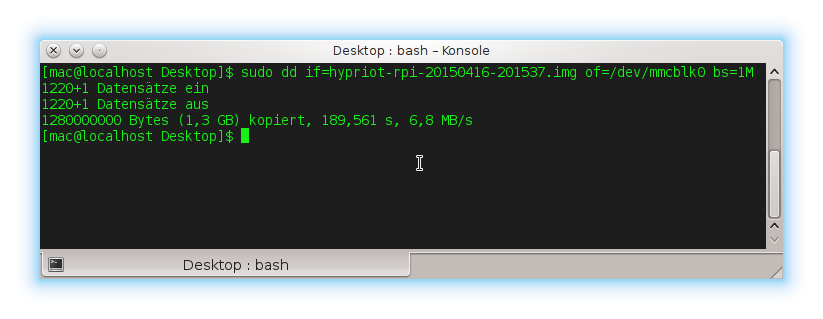 Desktop : bash – Konsole
[mac@localhost Desktop]$ sudo dd if=hypriot-rpi-20150416-201537.img of=/dev/mmcblk0 bs=1M
1220+1 Datensätze ein
1220+1 Datensätze aus
1280000000 Bytes (1,3 GB) kopiert, 189,561 s, 6,8 MB/s
[mac@localhost Desktop]$
Desktop : bash